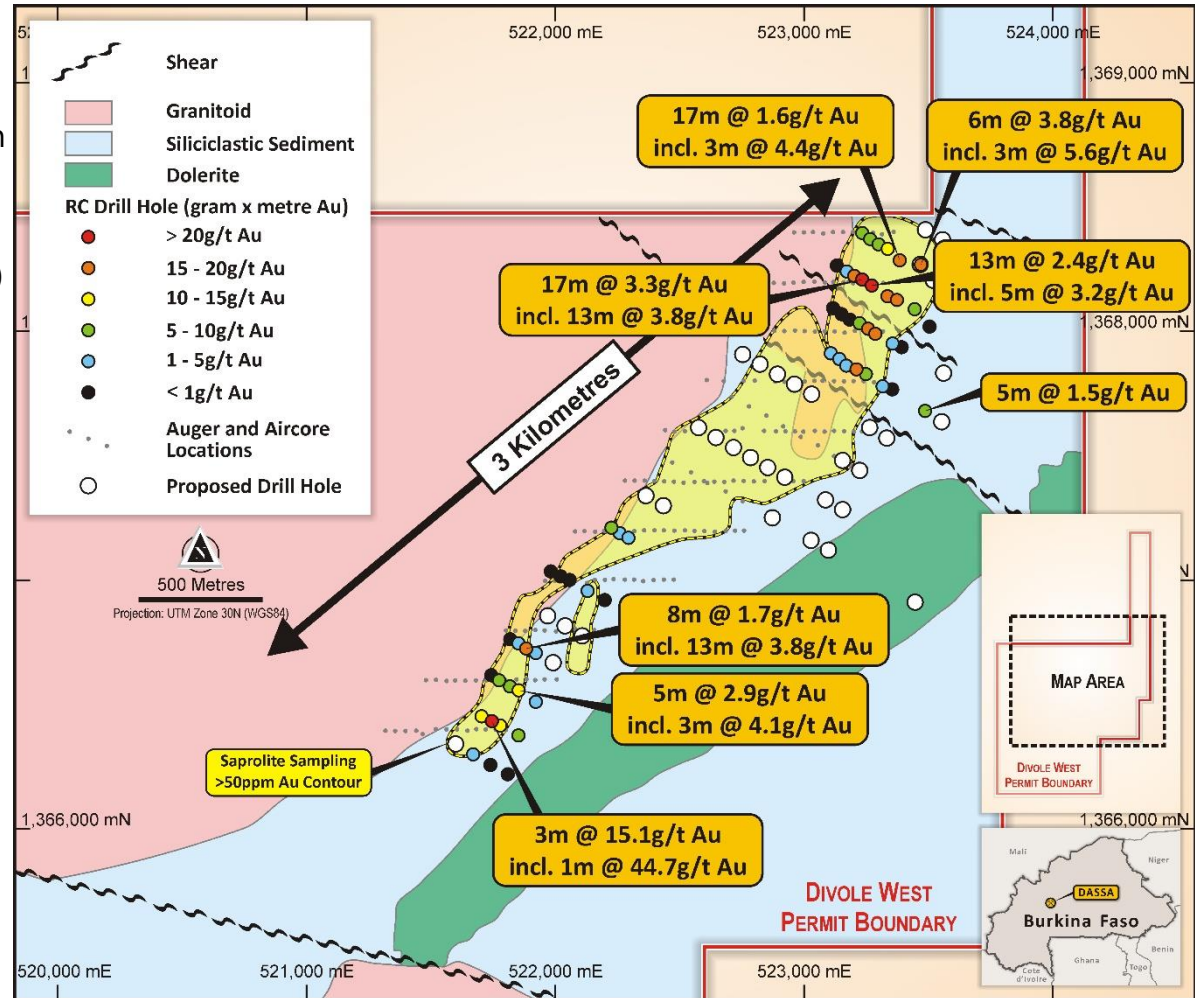 522,000 mE
523,000 mE
524,000 mE
1,369,000 mN
Shear
Granitoid
Siliciclastic Sediment
Dolerite
RC Drill Hole (gram x metre Au)
> 20g/t Au
15 - 20g/t Au
10 - 15g/t Au
5 - 10g/t Au
1 - 5g/t Au
< 1g/t Au
Auger and Aircore
Locations
Proposed Drill Hole
17m @ 1.6g/t Au
incl. 3m @ 4.4g/t Au
6m @ 3.8g/t Au
incl. 3m @ 5.6g/t Au
17m @ 3.3g/t Au
incl. 13m @ 3.8g/t Au
13m @ 2.4g/t Au
incl. 5m @ 3.2g/t Au
1,368,000 mN
5m @ 1.5g/t Au
3 Kilometres
N
500 Metres
Projection: UTM Zone 30N (WGS84)
8m @ 1.7g/t Au
incl. 13m @ 3.8g/t Au
5m @ 2.9g/t Au
incl. 3m @ 4.1g/t Au
Saprolite Sampling
>50ppm Au Contour
3m @ 15.1g/t Au
incl. 1m @ 44.7g/t Au
MAP AREA
DIVOLE WEST
PERMIT BOUNDARY
1,366,000 mN
1,366,000 mN
DIVOLE WEST
PERMIT BOUNDARY
Mali
Niger
DASSA
Burkina Faso
Benin
Ghana
Togo
Cote
d'Ivoire
520,000 mE
521,000 mE
522,000 mE
523,000 mE